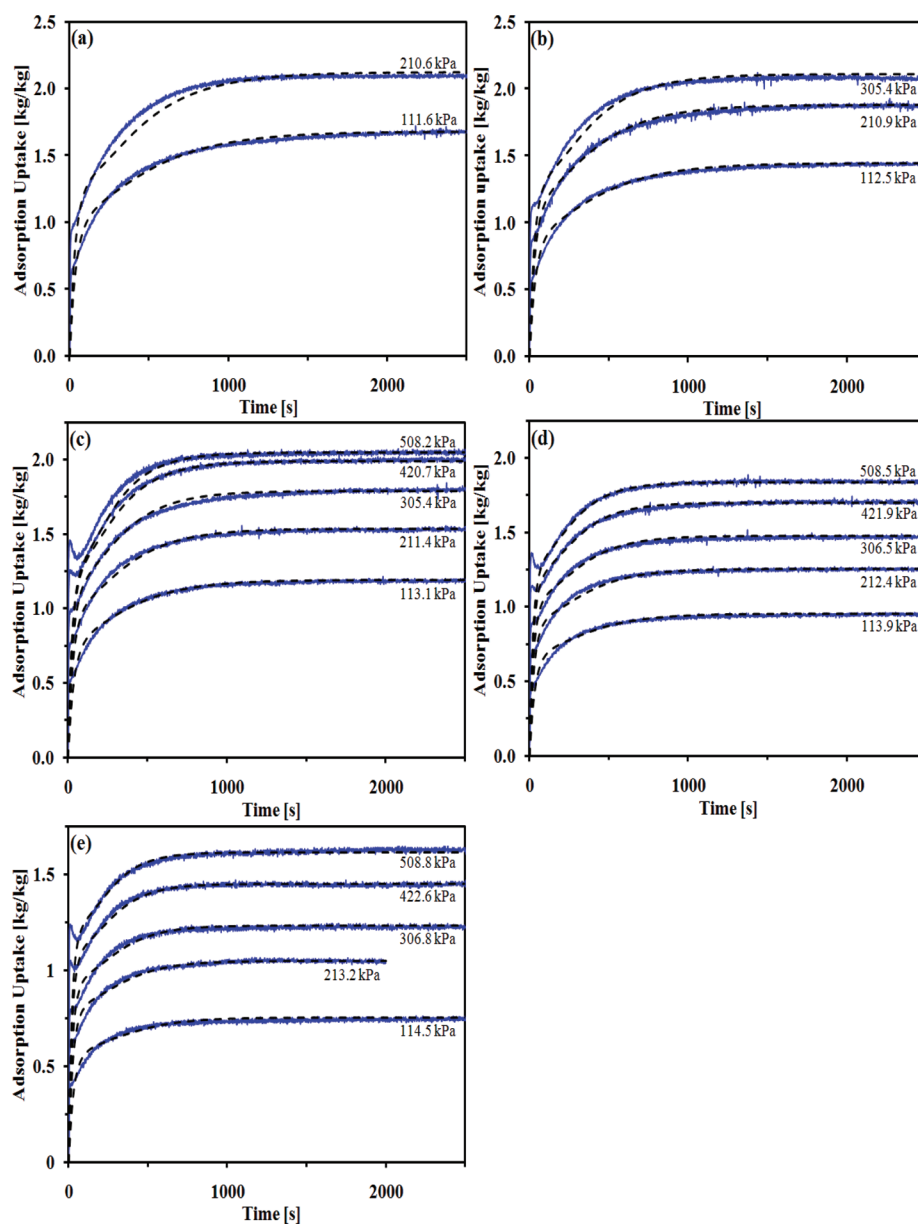 (a)
2.5
2.0
1.5
1.0
0.5
0.0
Adsorption Uptake [kg/kg]
210.6 kPa
111.6 kPa
0 1000 2000
Time [s]
(b)
2.5
2.0
1.5
1.0
0.5
0.0
Adsorption uptake [kg/kg]
305.4 kPa
210.9 kPa
112.5 kPa
0 1000 2000
Time [s]
(c)
2.0
1.5
1.0
0.5
0.0
Adsorption Uptake [kg/kg]
508.2 kPa
420.7 kPa
305.4 kPa
211.4 kPa
113.1 kPa
0 1000 2000
Time [s]
(d)
2.0
1.5
1.0
0.5
0.0
Adsorption Uptake [kg/kg]
508.5 kPa
421.9 kPa
306.5 kPa
212.4 kPa
113.9 kPa
0 1000 2000
Time [s]
(e)
1.5
1
0.5
0
Adsorption Uptake [kg/kg]
508.8 kPa
422.6 kPa
306.8 kPa
213.2 kPa
114.5 kPa
0 1000 2000
Time [s]